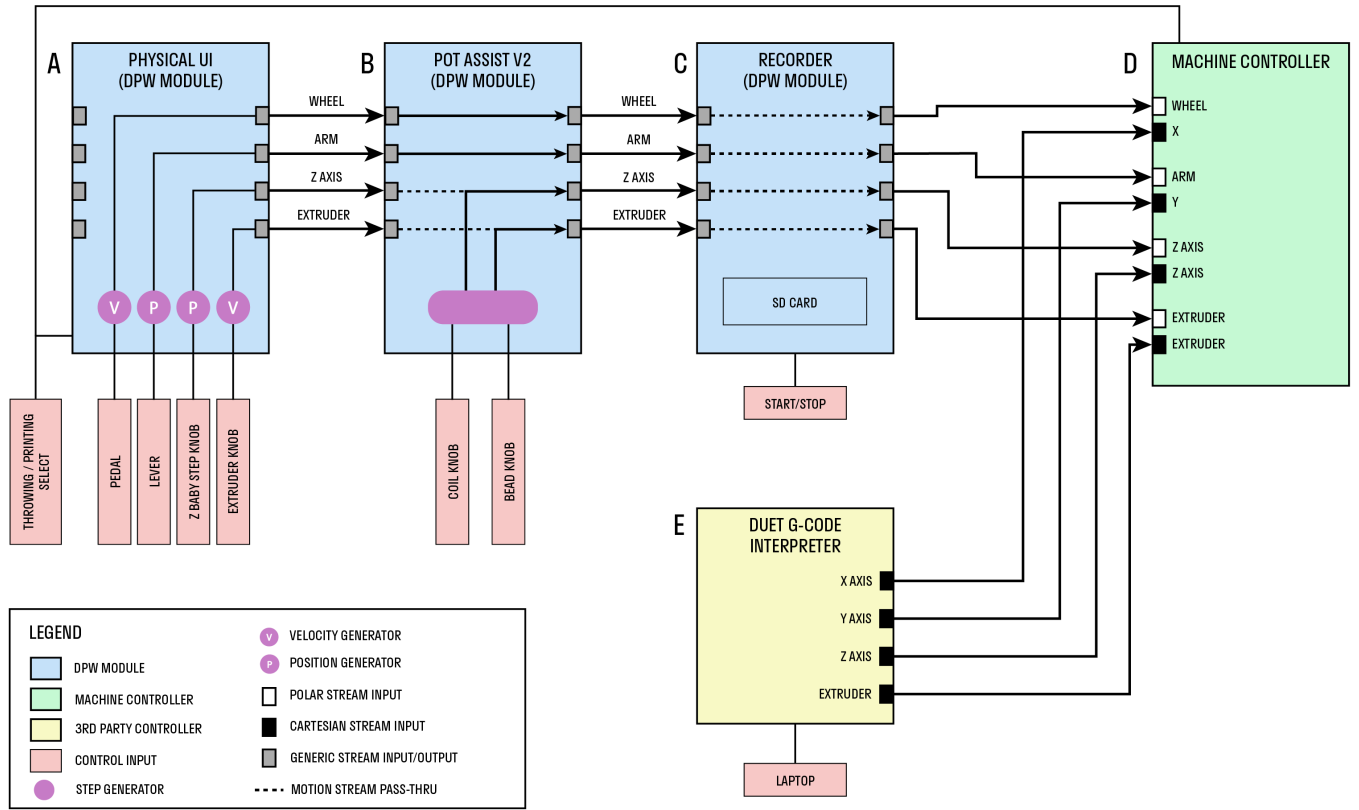 A
PHYSICAL UI
(DPW MODULE)
B
POT ASSIST V2
(DPW MODULE)
C
RECORDER
(DPW MODULE)
D
MACHINE CONTROLLER
WHEEL
ARM
Z AXIS
EXTRUDER
WHEEL
ARM
Z AXIS
EXTRUDER
WHEEL
X
ARM
Y
Z AXIS
Z AXIS
EXTRUDER
EXTRUDER
V
P
P
V
SD CARD
THROWING / PRINTING
SELECT
PEDAL
LEVER
Z BABY STEP KNOB
EXTRUDER KNOB
COIL KNOB
BEAD KNOB
START/STOP
E
DUET G-CODE
INTERPRETER
X AXIS
Y AXIS
Z AXIS
EXTRUDER
LAPTOP
LEGEND
DPW MODULE
MACHINE CONTROLLER
3RD PARTY CONTROLLER
CONTROL INPUT
STEP GENERATOR
V
VELOCITY GENERATOR
P
POSITION GENERATOR
POLAR STREAM INPUT
CARTESIAN STREAM INPUT
GENERIC STREAM INPUT/OUTPUT
MOTION STREAM PASS-THRU